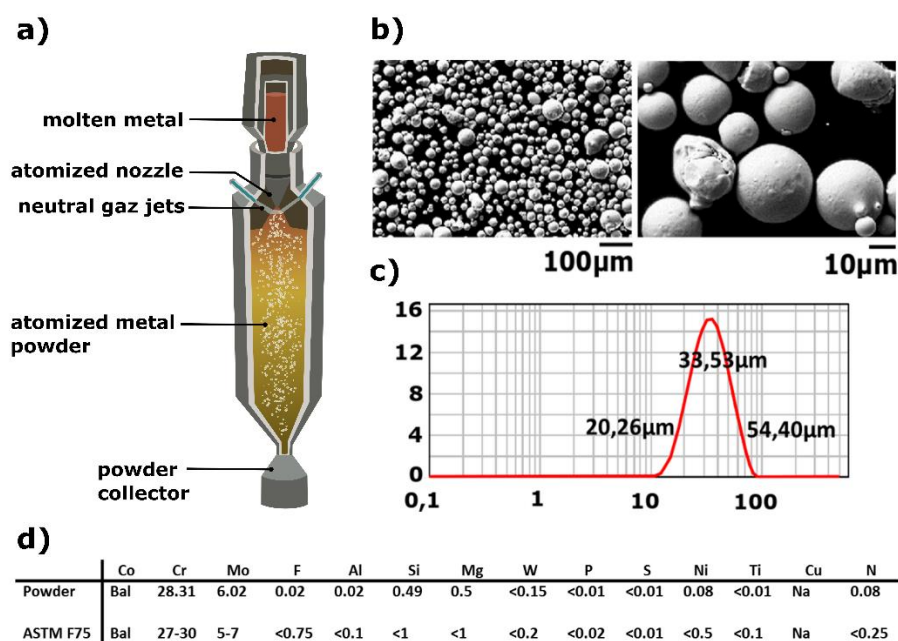 a)
molten metal
atomized nozzle
neutral gaz jets
atomized metal
powder
powder
collector
b)
100µm
10µm
c)
16
12
8
4
0
33,53µm
20,26µm
54,40µm
0,1
1
10
100
d)
Co Cr Mo F Al Si Mg W P S Ni Ti Cu N
Powder Bal 28.31 6.02 0.02 0.02 0.49 0.5 <0.15 <0.01 <0.01 0.08 <0.01 Na 0.08
ASTM F75 Bal 27-30 5-7 <0.75 <0.1 <1 <1 <0.2 <0.02 <0.01 <0.5 <0.1 Na <0.25